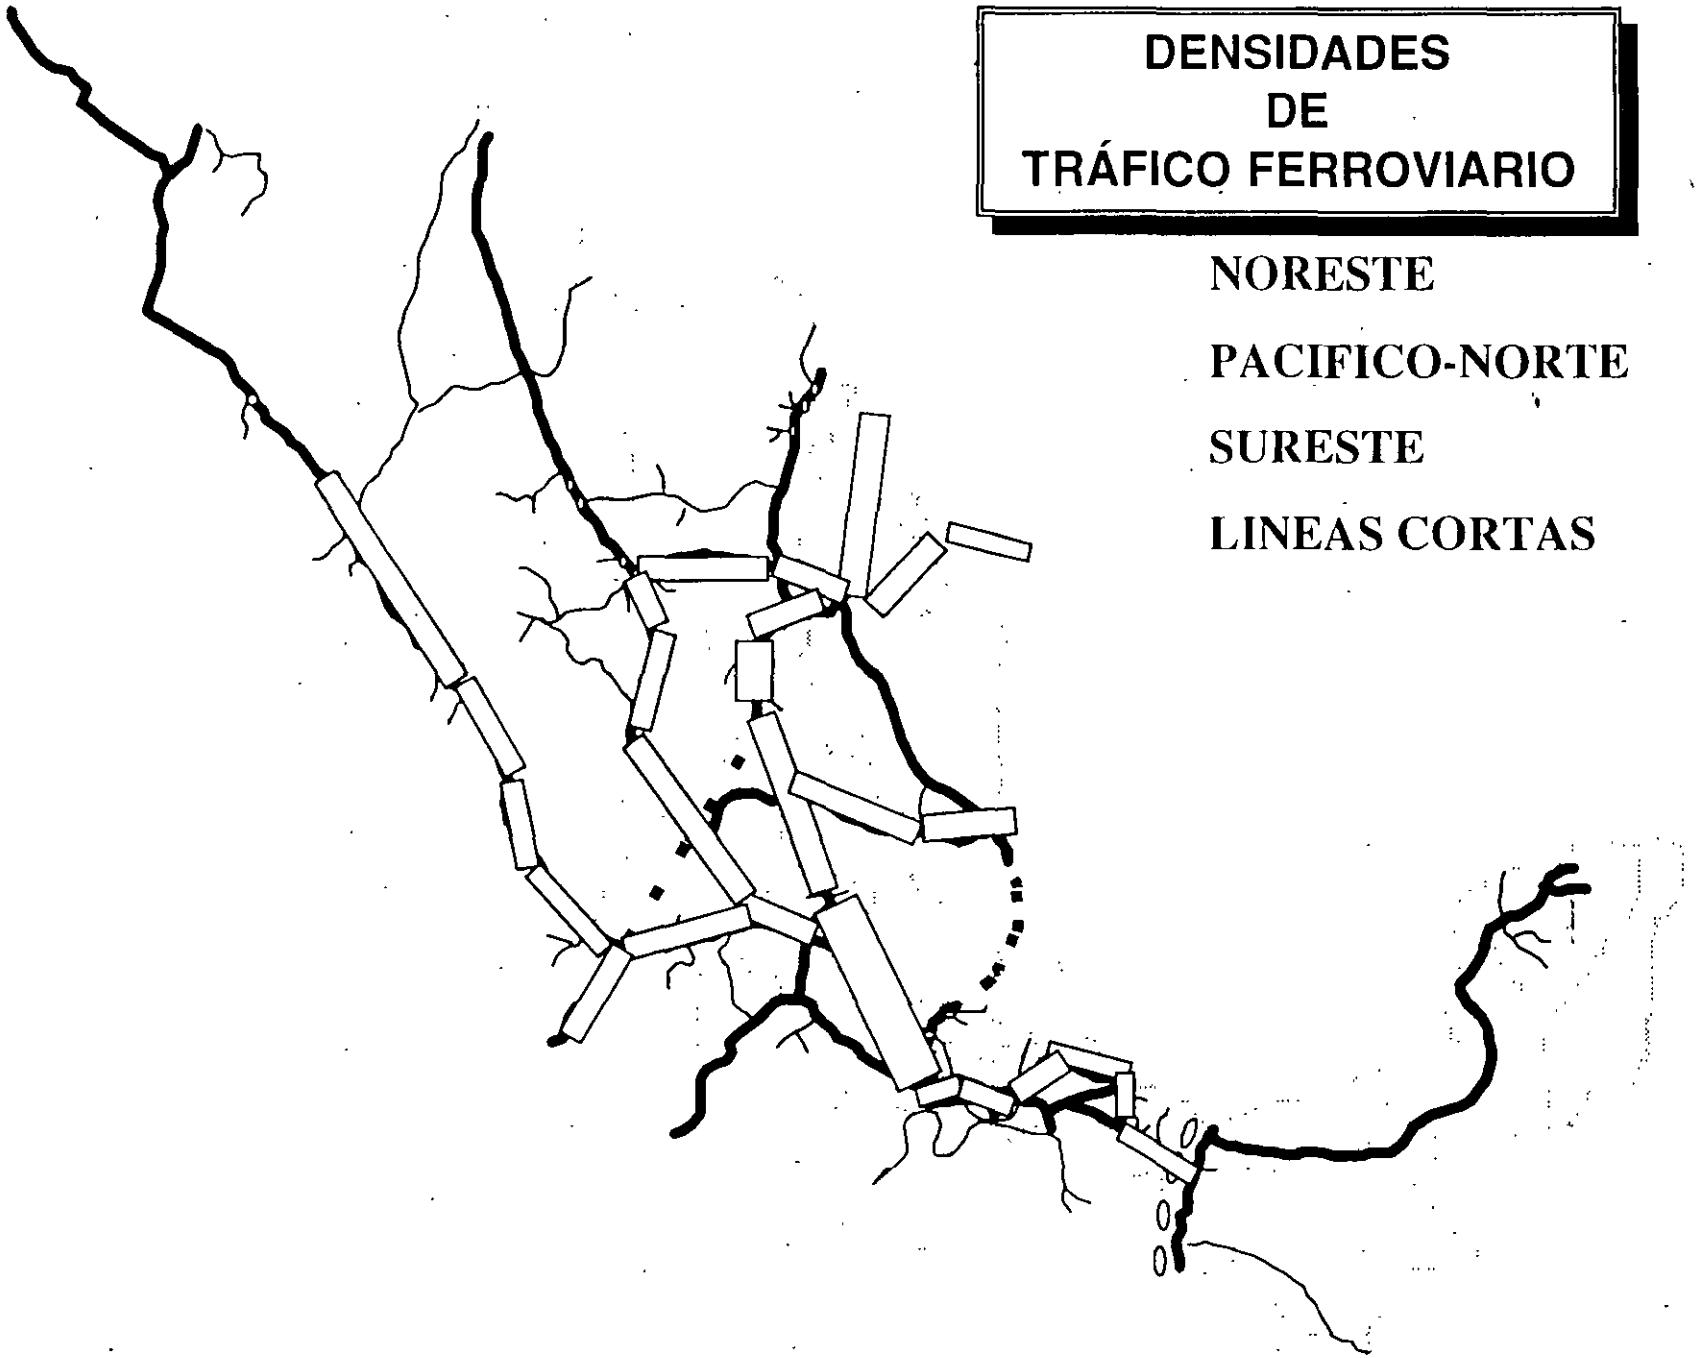 DENSIDADES
DE
TRÁFICO FERROVIARIO
NORESTE
PACIFICO-NORTE
SURESTE
LINEAS CORTAS